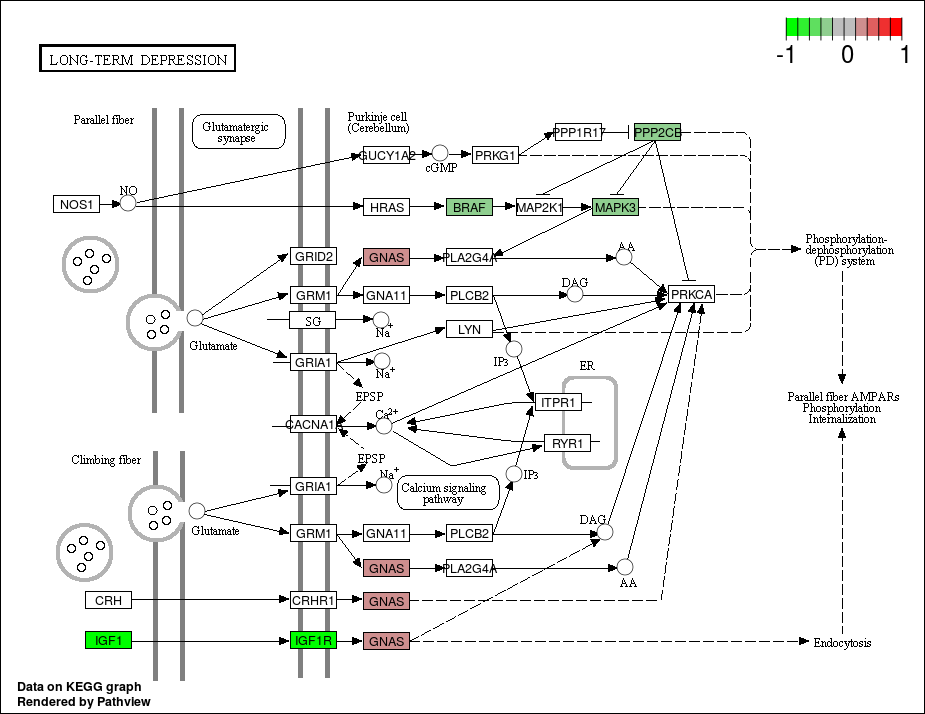 -1 0 1
LONG-TERM DEPRESSION
Parallel fiber
Glutamatergic
synapse
Purkinje cell
(Cerebellum)
PPP1R17
PPP2CB
GUCY1A2
cGMP
PRKG1
NOS1
NO
HRAS
BRAF
MAP2K1
MAPK3
GRID2
GNAS
PLA2G4A
AA
Phosphorylation-
dephosphorylation
(PD) system
GRM1
GNA11
PLCB2
DAG
PRKCA
SG
Na+
LYN
Glutamate
GRIA1
Na+
IP3
ER
EPSP
Parallel fiber AMPARs
Phosphorylation
Internalization
ITPR1
CACNA1
Ca2+
RYR1
Climbing fiber
EPSP
Na+
IP3
GRIA1
Calcium signaling
pathway
Glutamate
GRM1
GNA11
PLCB2
DAG
GNAS
PLA2G4A
AA
CRH
CRHR1
GNAS
IGF1
IGF1R
GNAS
Endocytosis
Data on KEGG graph
Rendered by Pathview